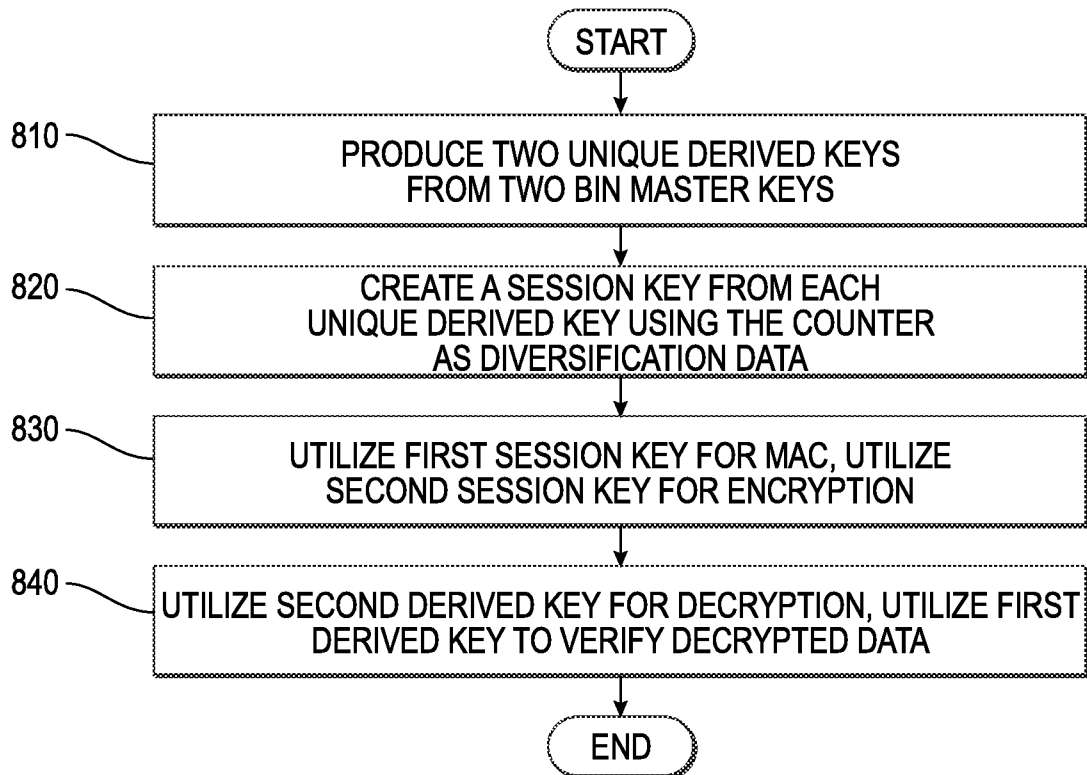 START
810
PRODUCE TWO UNIQUE DERIVED KEYS
FROM TWO BIN MASTER KEYS
820
CREATE A SESSION KEY FROM EACH
UNIQUE DERIVED KEY USING THE COUNTER
AS DIVERSIFICATION DATA
830
UTILIZE FIRST SESSION KEY FOR MAC, UTILIZE
SECOND SESSION KEY FOR ENCRYPTION
840
UTILIZE SECOND DERIVED KEY FOR DECRYPTION, UTILIZE FIRST
DERIVED KEY TO VERIFY DECRYPTED DATA
END